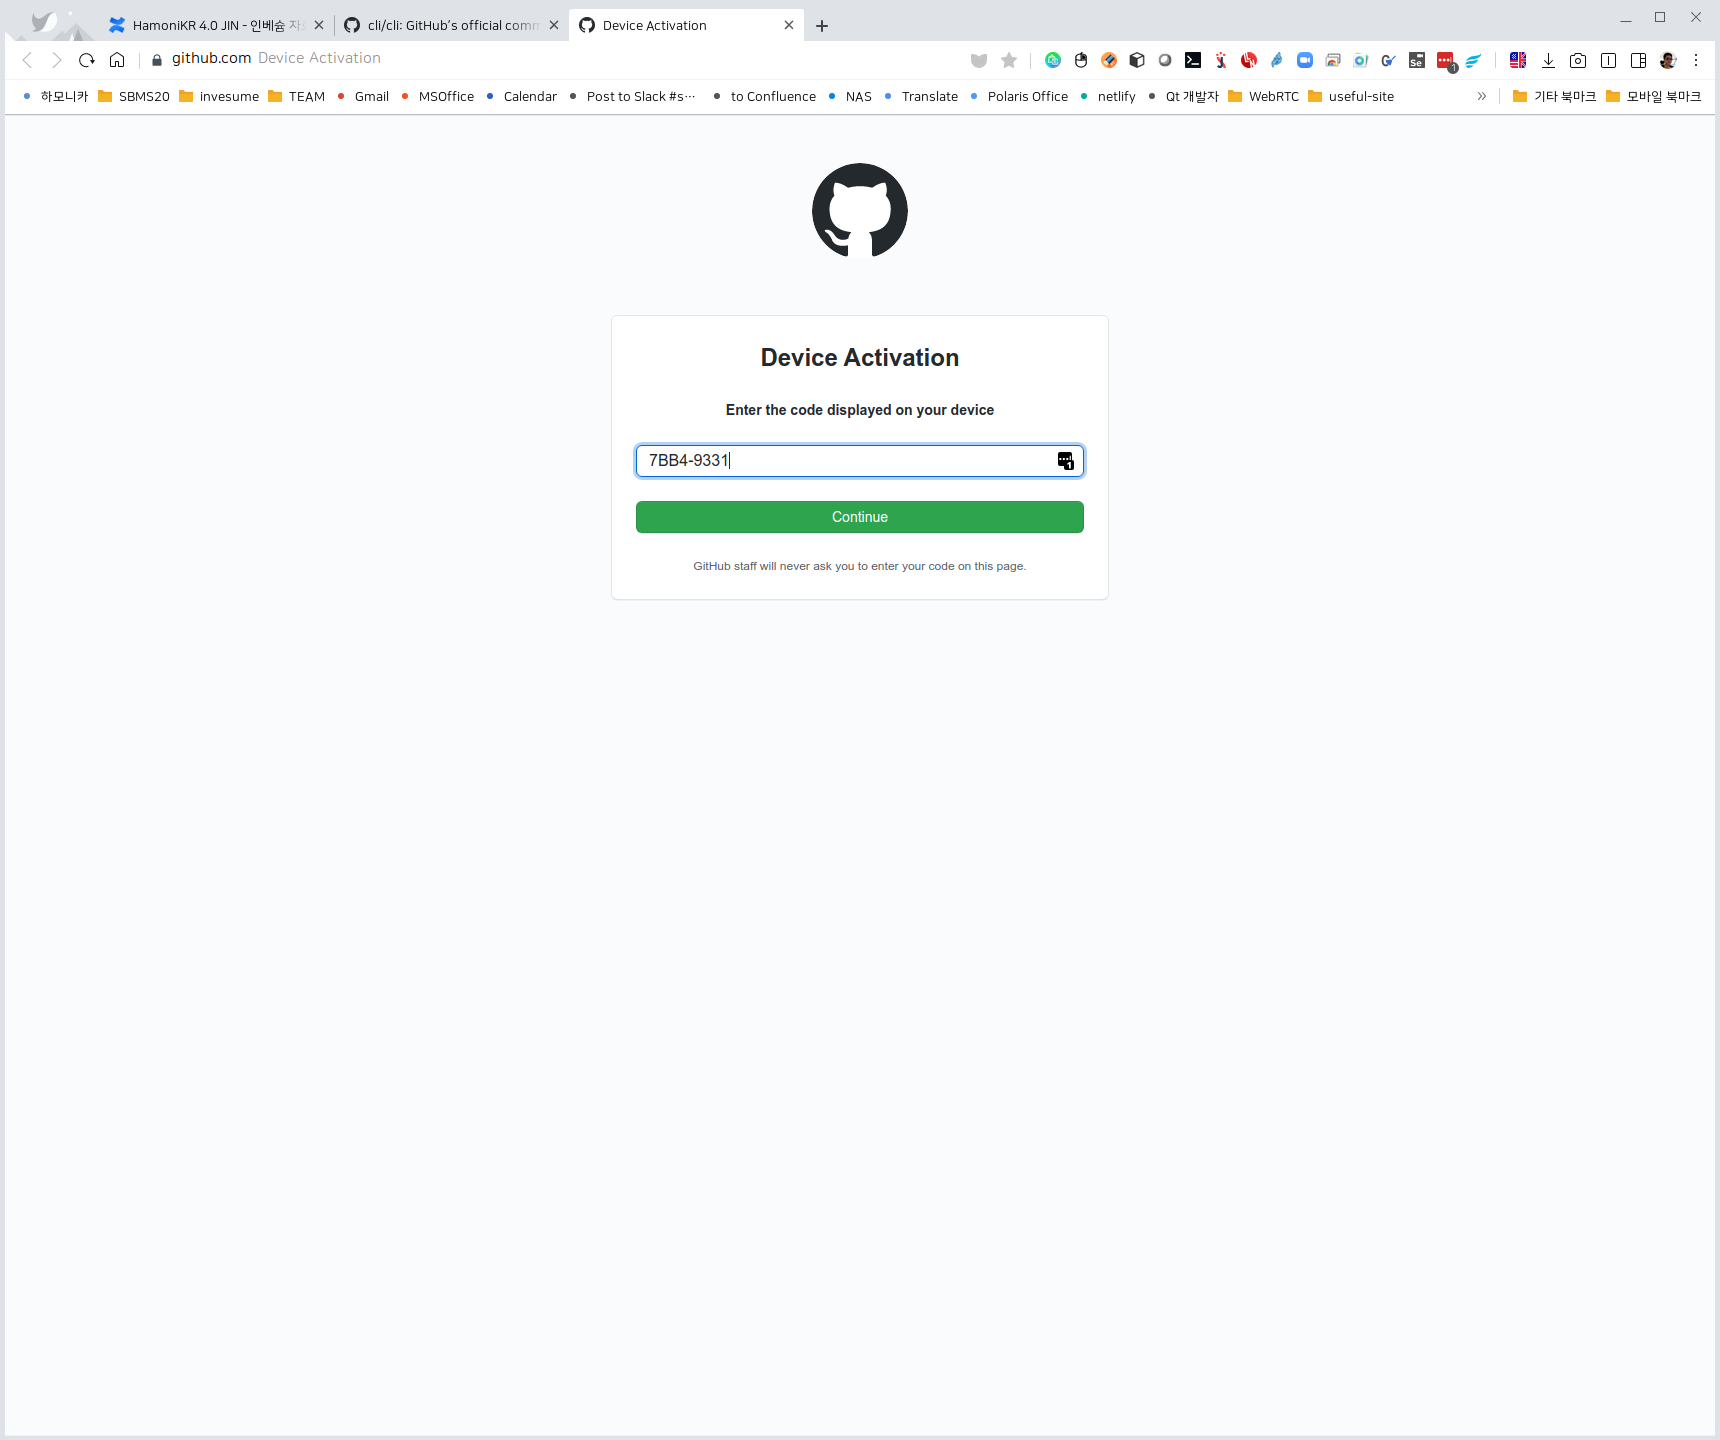 HamoniKR 4.0 JIN - 인베슘 자
cli/cli: GitHub's official comm
Device Activation
github.com Device Activation
하모니카 SBMS20 invesume TEAM Gmail MSOffice Calendar Post to Slack #s··· to Confluence NAS Translate Polaris Office netlify Qt 개발자 WebRTC useful-site » 기타 북마크 모바일 북마크
Device Activation
Enter the code displayed on your device
7BB4-9331
Continue
GitHub staff will never ask you to enter your code on this page.